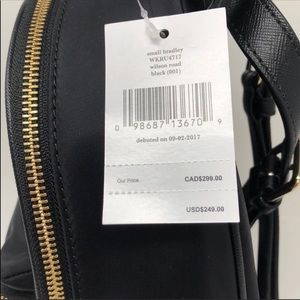 small bradley
WKRU4717
wilson road
black (001)
0 98687 13670 9
debuted on 09-02-2017
Our Price CAD$299.00
USD$249.00